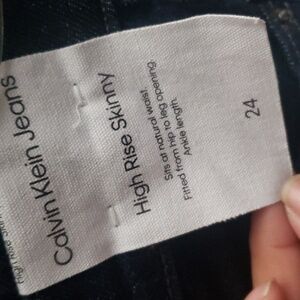 Calvin Klein Jeans
High Rise Skinny
Sits at natural waist.
Fitted from hip to leg opening.
Ankle length.
24